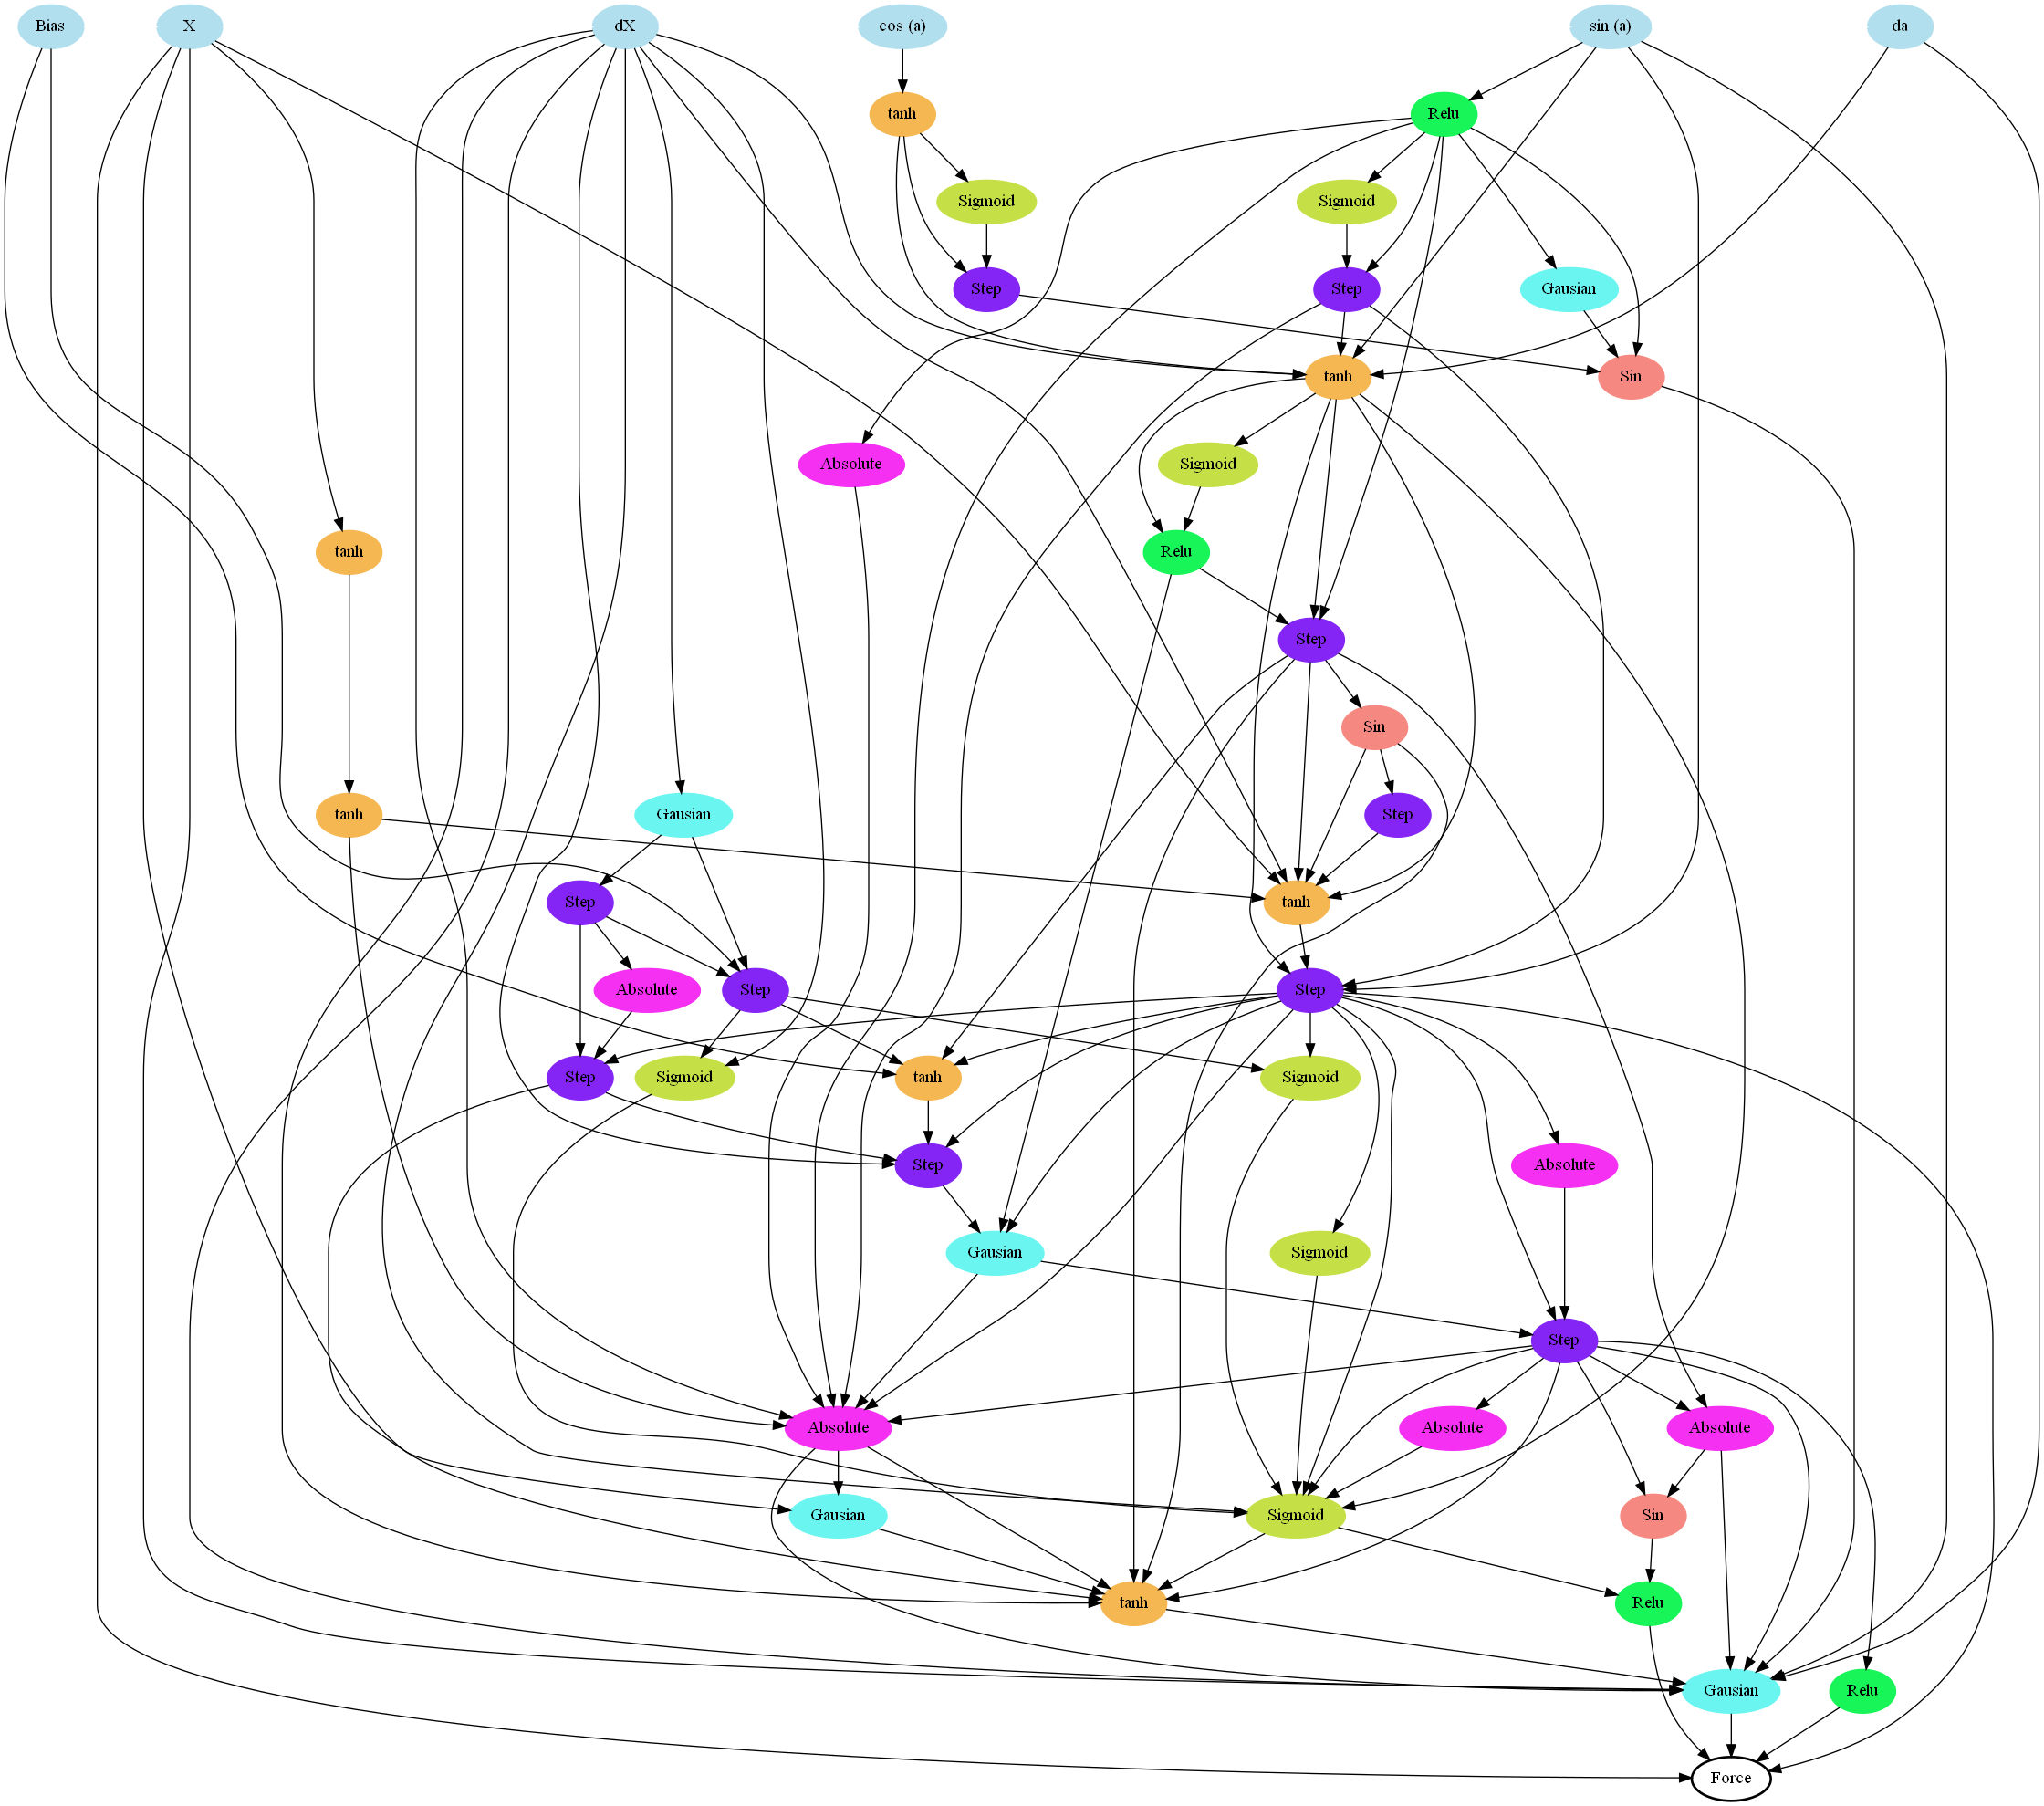 Bias
X
dX
cos (a)
sin (a)
da
tanh
Relu
Sigmoid
Sigmoid
Step
Step
Gausian
tanh
Sin
Absolute
Sigmoid
tanh
Relu
Step
Sin
tanh
Gausian
Step
Step
tanh
Absolute
Step
Step
Step
Sigmoid
tanh
Sigmoid
Step
Absolute
Gausian
Sigmoid
Step
Absolute
Absolute
Absolute
Gausian
Sigmoid
Sin
tanh
Relu
Gausian
Relu
Force